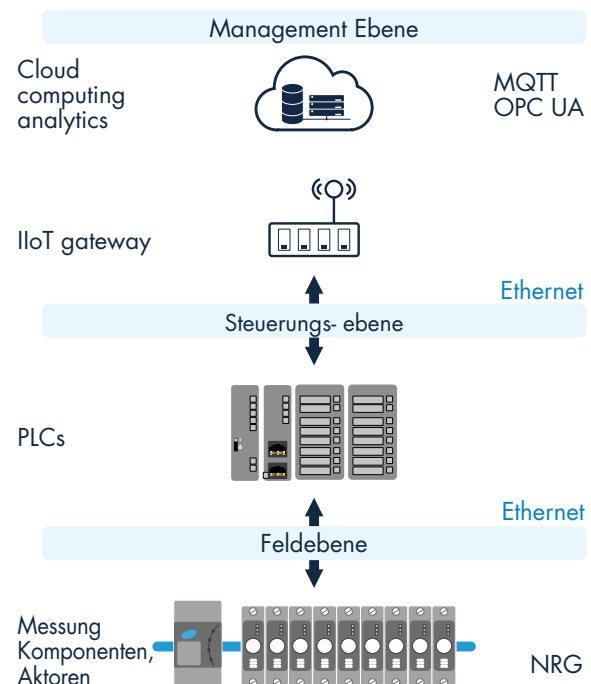 Management Ebene
Cloud
computing
analytics
MQTT
OPC UA
IIoT gateway
Ethernet
Steuerungs- ebene
PLCs
Ethernet
Feldebene
Messung
Komponenten,
Aktoren
NRG